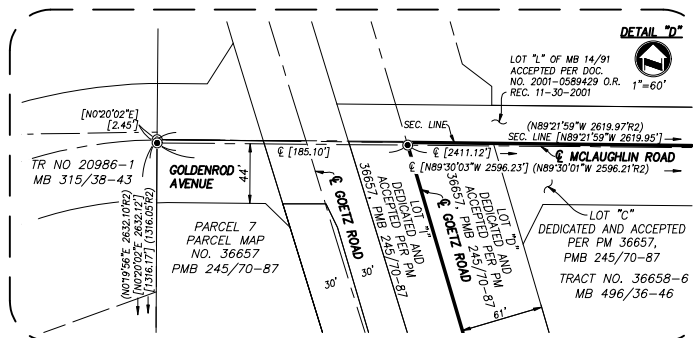 DETAIL "D"
1"=60'
LOT "L" OF MB 14/91
ACCEPTED PER DOC.
NO. 2001-0589429 O.R.
REC. 11-30-2001
[N0°20'02"E]
[2.45']
SEC. LINE
(N89°21'59"W 2619.97'R2)
SEC. LINE [N89°21'59"W 2619.95']
℄ [185.10']
℄ [2411.12']
℄ MCLAUGHLIN ROAD
℄ [N89°30'03"W 2596.23']
(N89°30'01"W 2596.21'R2)
TR NO 20986-1
MB 315/38-43
GOLDENROD
AVENUE
44'
(N0°19'56"E 2632.10'R2)
[N0°20'02"E 2632.12']
[1316.17'] (1316.05'R2)
PARCEL 7
PARCEL MAP
NO. 36657
PMB 245/70-87
30'
30'
℄ GOETZ ROAD
LOT "I"
DEDICATED AND
ACCEPTED PER PM
36657, PMB 245/70-87
℄ GOETZ ROAD
LOT "D"
DEDICATED AND
ACCEPTED PER PM
36657, PMB 245/70-87
61'
LOT "C"
DEDICATED AND ACCEPTED
PER PM 36657,
PMB 245/70-87
TRACT NO. 36658-6
MB 496/36-46